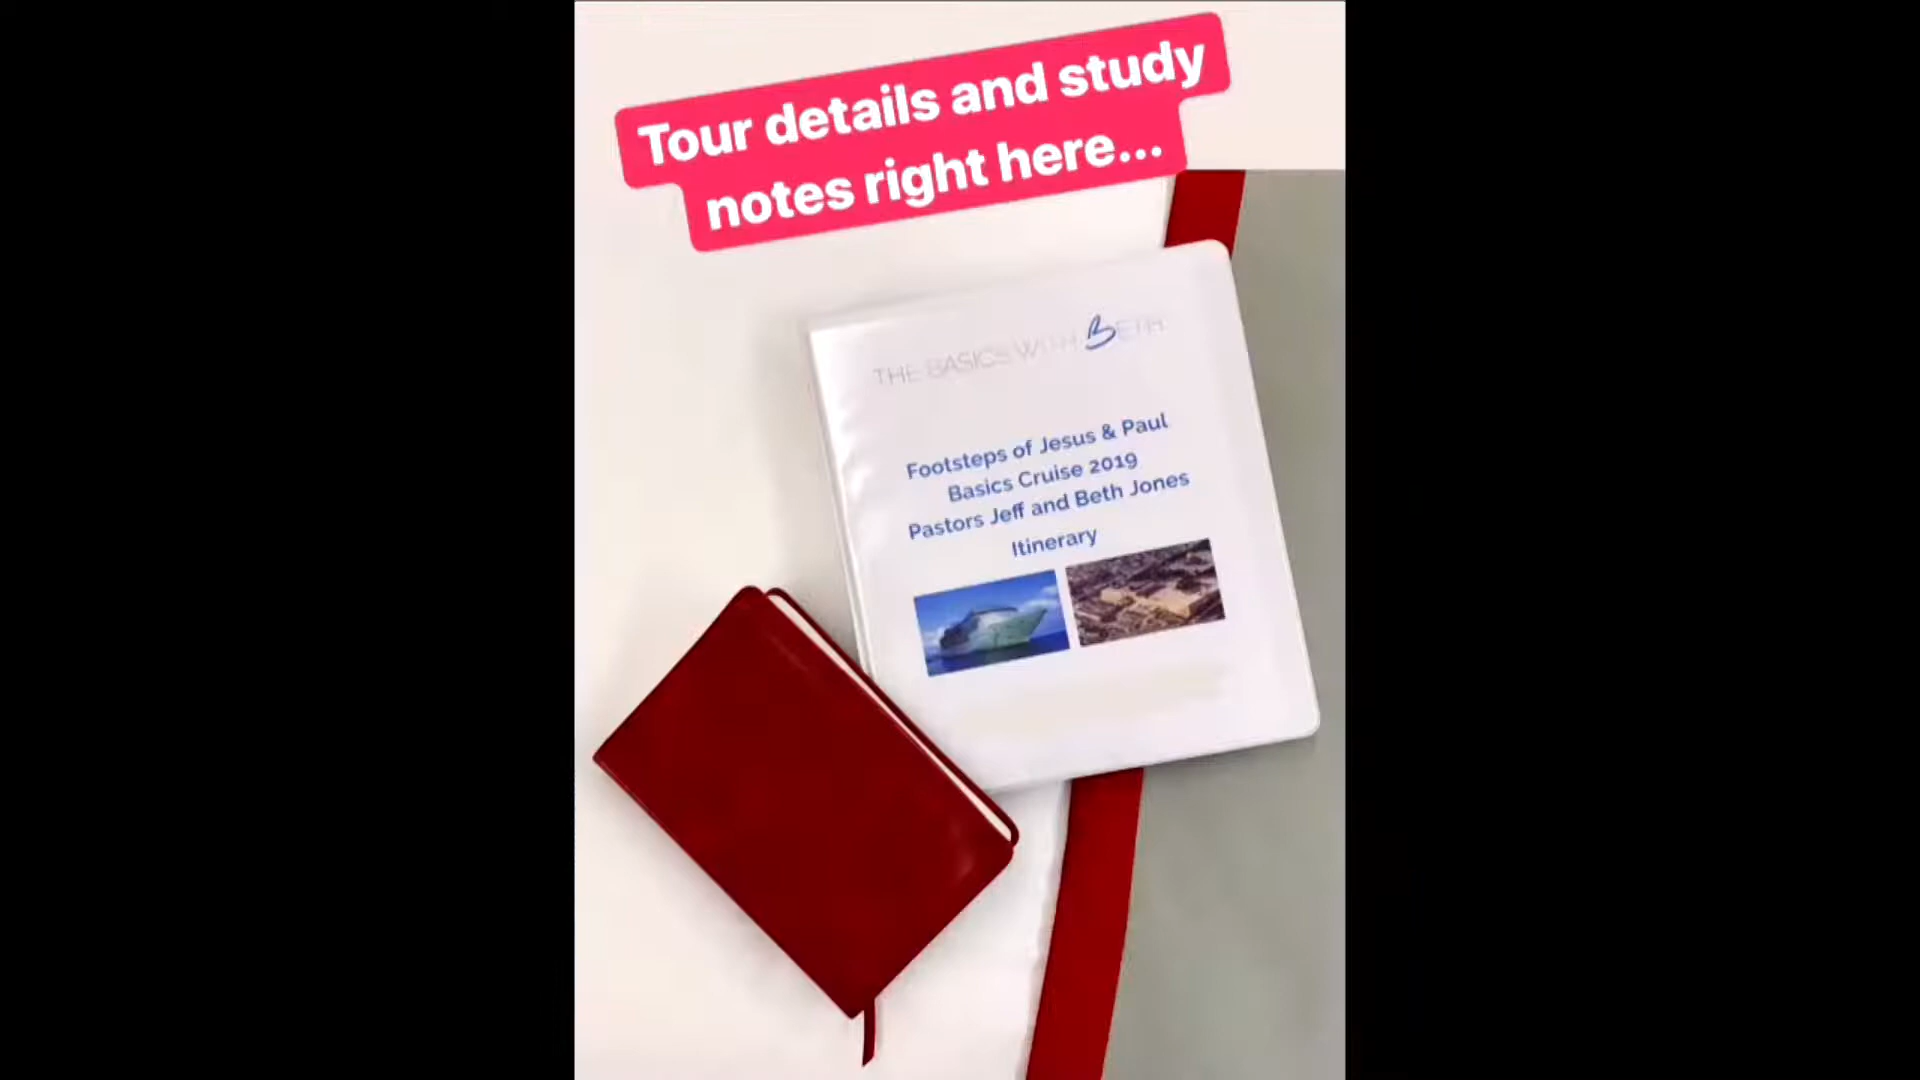 Tour details and study
notes right here...
THE BASICS WITH BETH
Footsteps of Jesus & Paul
Basics Cruise 2019
Pastors Jeff and Beth Jones
Itinerary